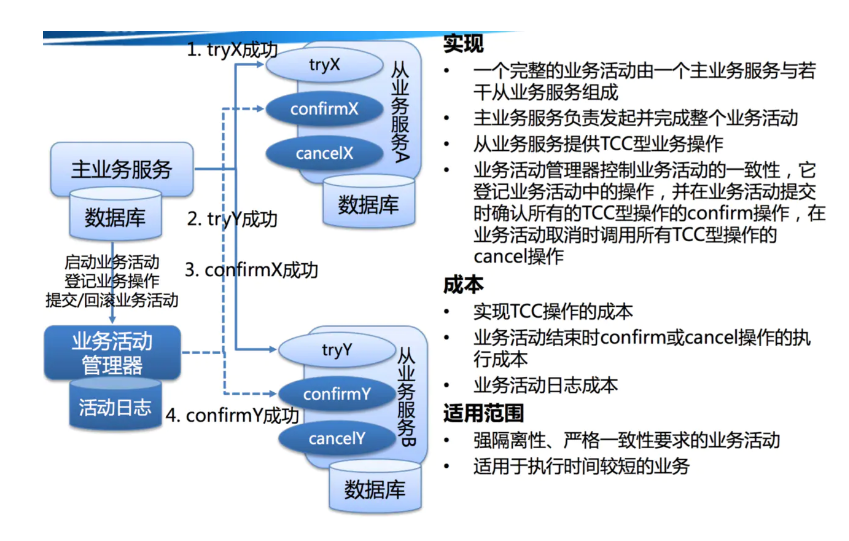 1. tryX成功
tryX
confirmX
cancelX
从业务服务A
数据库
主业务服务
数据库
2. tryY成功
启动业务活动
登记业务操作
提交/回滚业务活动
3. confirmX成功
业务活动
管理器
活动日志
tryY
confirmY
cancelY
从业务服务B
4. confirmY成功
数据库
实现
• 一个完整的业务活动由一个主业务服务与若
干从业务服务组成
• 主业务服务负责发起并完成整个业务活动
• 从业务服务提供TCC型业务操作
• 业务活动管理器控制业务活动的一致性，它
登记业务活动中的操作，并在业务活动提交
时确认所有的TCC型操作的confirm操作，在
业务活动取消时调用所有TCC型操作的
cancel操作
成本
• 实现TCC操作的成本
• 业务活动结束时confirm或cancel操作的执
行成本
• 业务活动日志成本
适用范围
• 强隔离性、严格一致性要求的业务活动
• 适用于执行时间较短的业务